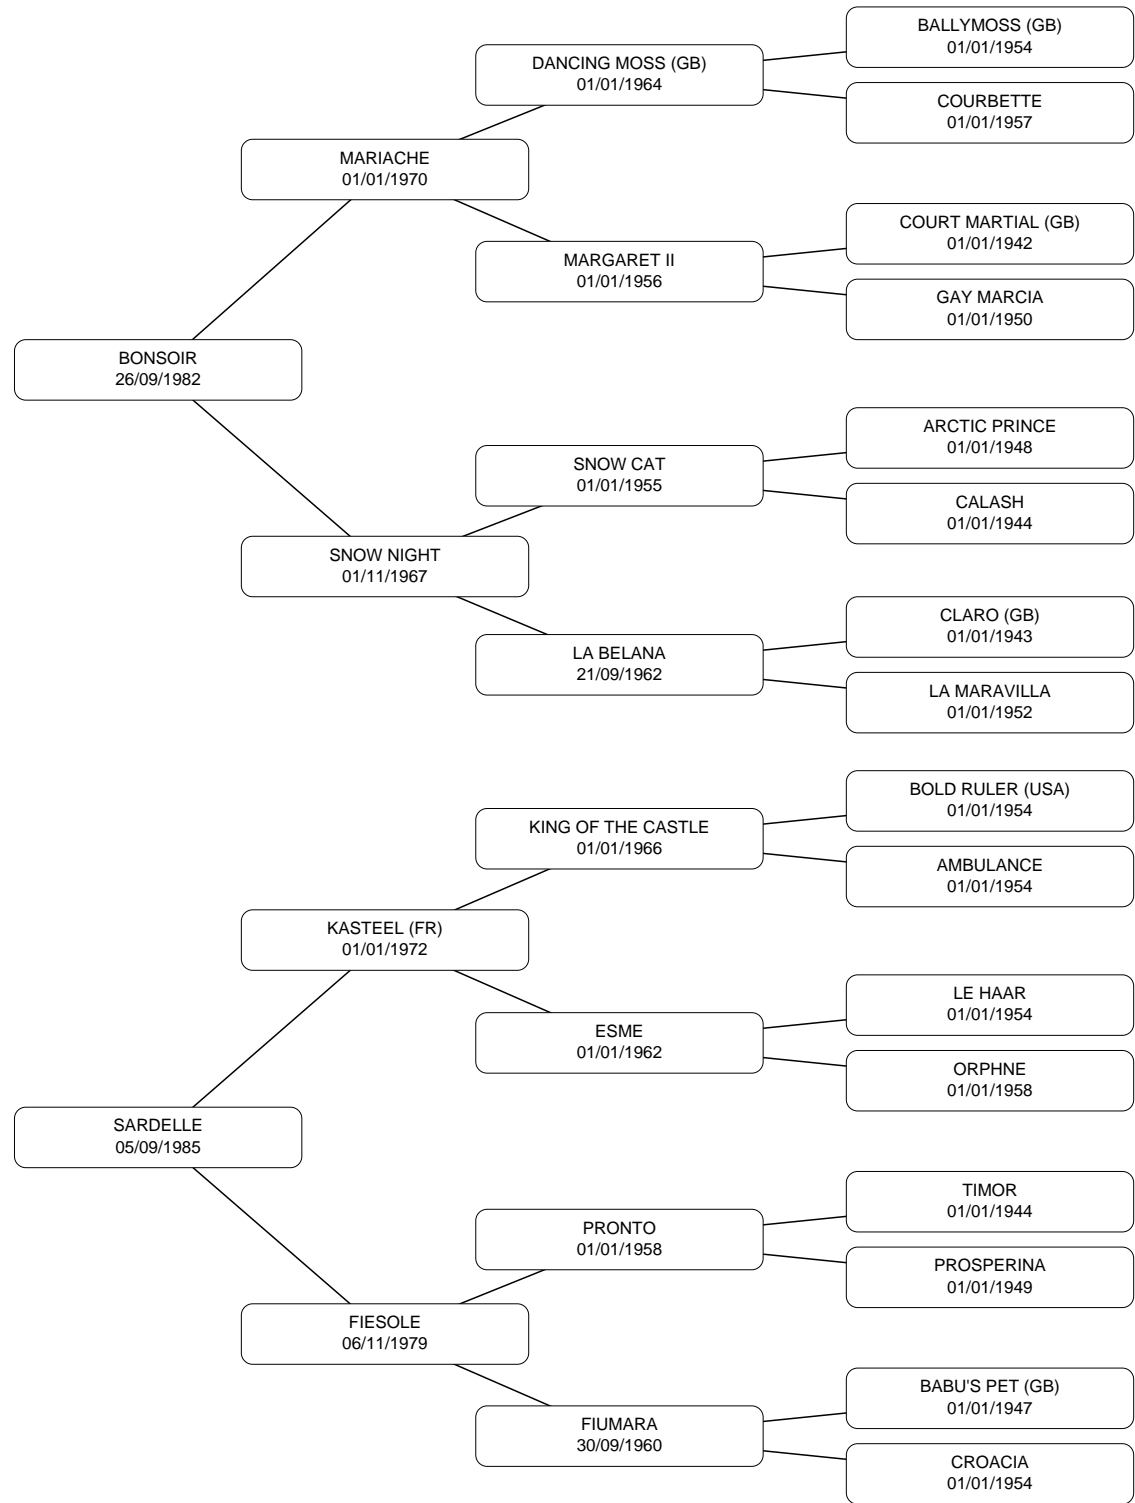 BALLYMOSS (GB)
01/01/1954
DANCING MOSS (GB)
01/01/1964
COURBETTE
01/01/1957
MARIACHE
01/01/1970
COURT MARTIAL (GB)
01/01/1942
MARGARET II
01/01/1956
GAY MARCIA
01/01/1950
BONSOIR
26/09/1982
ARCTIC PRINCE
01/01/1948
SNOW CAT
01/01/1955
CALASH
01/01/1944
SNOW NIGHT
01/11/1967
CLARO (GB)
01/01/1943
LA BELANA
21/09/1962
LA MARAVILLA
01/01/1952
BOLD RULER (USA)
01/01/1954
KING OF THE CASTLE
01/01/1966
AMBULANCE
01/01/1954
KASTEEL (FR)
01/01/1972
LE HAAR
01/01/1954
ESME
01/01/1962
ORPHNE
01/01/1958
SARDELLE
05/09/1985
TIMOR
01/01/1944
PRONTO
01/01/1958
PROSPERINA
01/01/1949
FIESOLE
06/11/1979
BABU'S PET (GB)
01/01/1947
FIUMARA
30/09/1960
CROACIA
01/01/1954